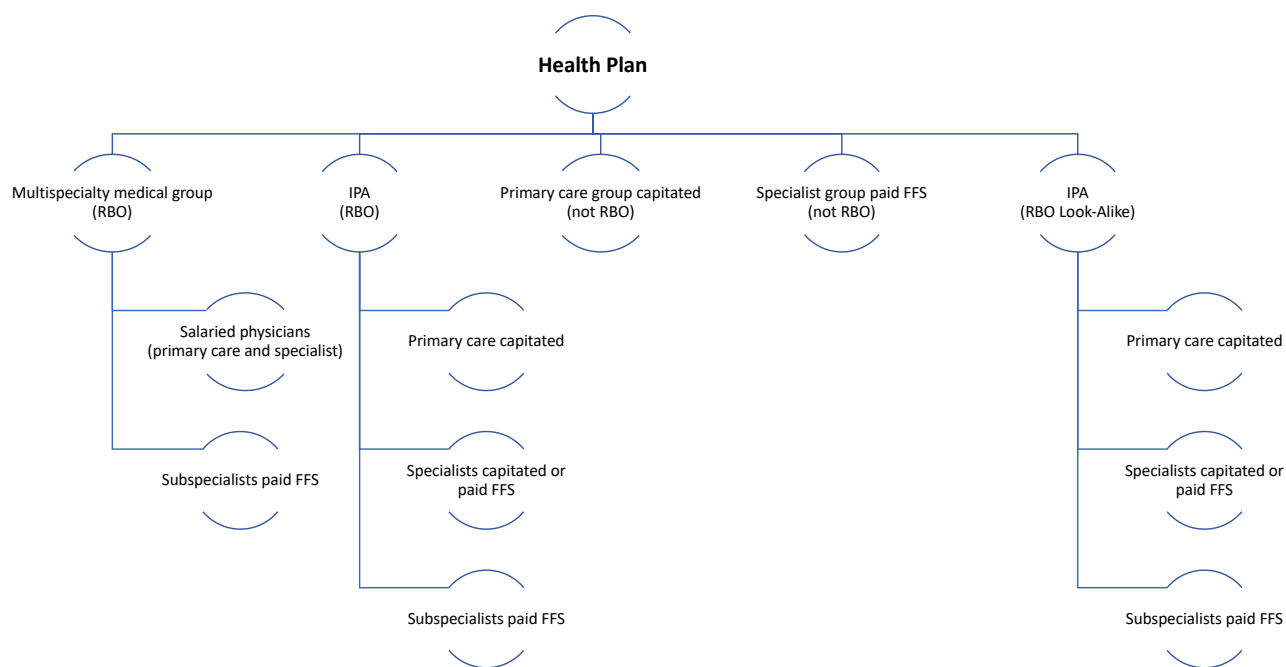 Health Plan
Multispecialty medical group
(RBO)
IPA
(RBO)
Primary care group capitated
(not RBO)
Specialist group paid FFS
(not RBO)
IPA
(RBO Look-Alike)
Salaried physicians
(primary care and specialist)
Subspecialists paid FFS
Primary care capitated
Specialists capitated or
paid FFS
Subspecialists paid FFS
Primary care capitated
Specialists capitated or
paid FFS
Subspecialists paid FFS